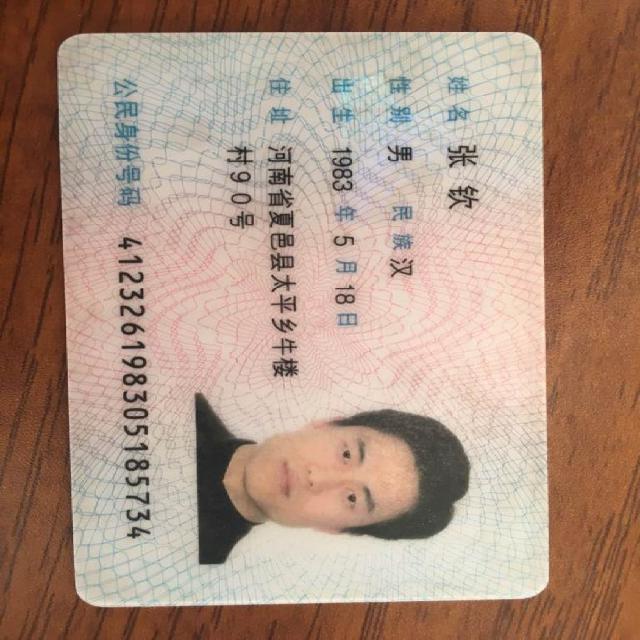 姓名 张钦
性别 男 民族 汉
出生 1983 年 5 月 18 日
住址 河南省夏邑县太平乡牛楼
村90号
公民身份号码 412326198305185734